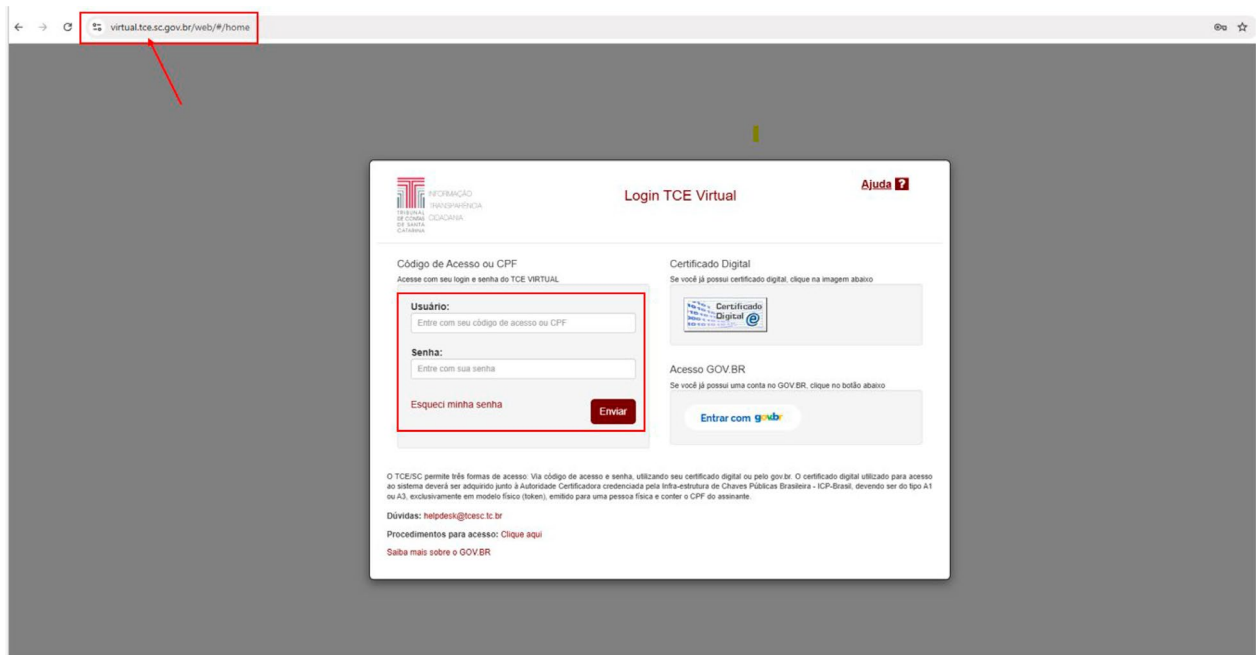 virtual.tce.sc.gov.br/web/#/home
INFORMAÇÃO
TRANSPARÊNCIA
CIDADANIA
TRIBUNAL
DE CONTAS
DE SANTA
CATARINA
Login TCE Virtual
Ajuda ?
Código de Acesso ou CPF
Acesse com seu login e senha do TCE VIRTUAL
Usuário:
Entre com seu código de acesso ou CPF
Senha:
Entre com sua senha
Esqueci minha senha
Enviar
Certificado Digital
Se você já possui certificado digital, clique na imagem abaixo
Certificado
Digital
Acesso GOV.BR
Se você já possui uma conta no GOV.BR, clique no botão abaixo
Entrar com gov.br
O TCE/SC permite três formas de acesso: Via código de acesso e senha, utilizando seu certificado digital ou pelo gov.br. O certificado digital utilizado para acesso
ao sistema deverá ser adquirido junto à Autoridade Certificadora credenciada pela Infra-estrutura de Chaves Públicas Brasileira - ICP-Brasil, devendo ser do tipo A1
ou A3, exclusivamente em modelo físico (token), emitido para uma pessoa física e conter o CPF do assinante.
Dúvidas: helpdesk@tcesc.tc.br
Procedimentos para acesso: Clique aqui
Saiba mais sobre o GOV.BR